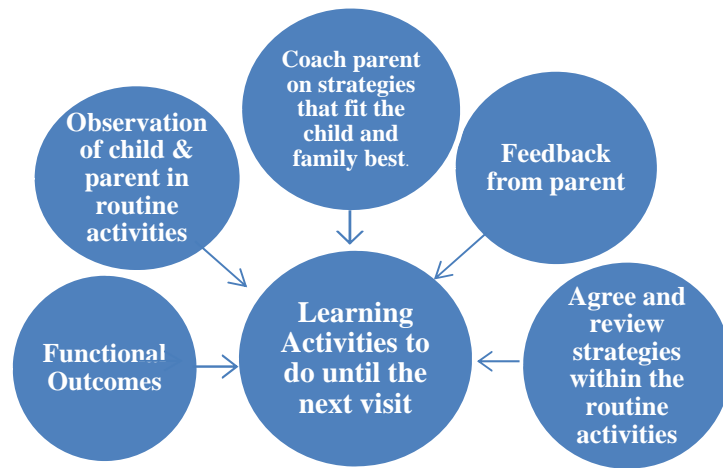 Coach parent
on strategies
that fit the
child and
family best.
Observation
of child &
parent in
routine
activities
Feedback
from parent
Functional
Outcomes
Learning
Activities to
do until the
next visit
Agree and
review
strategies
within the
routine
activities